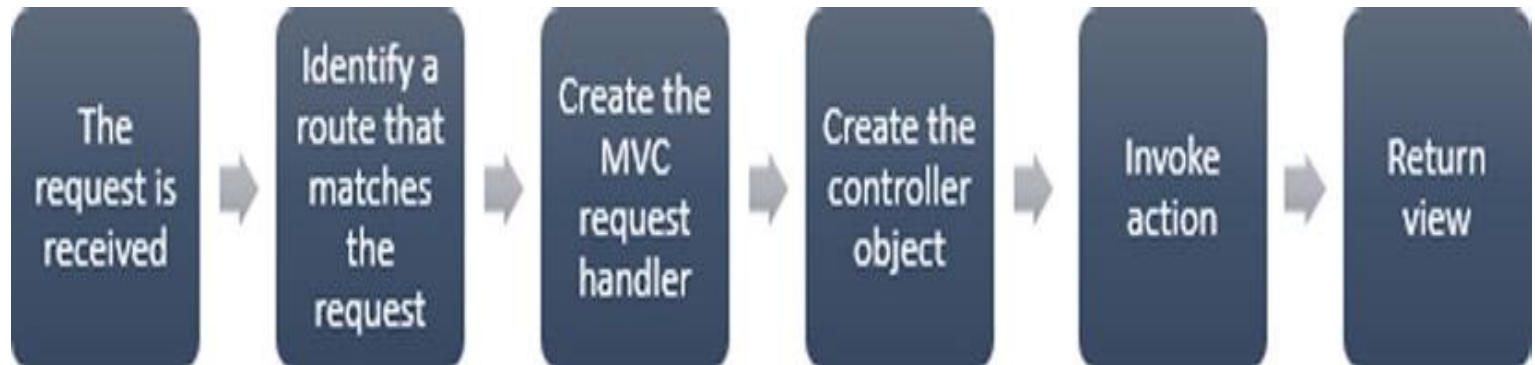 The
request is
received
Identify a
route that
matches
the
request
Create the
MVC
request
handler
Create the
controller
object
Invoke
action
Return
view